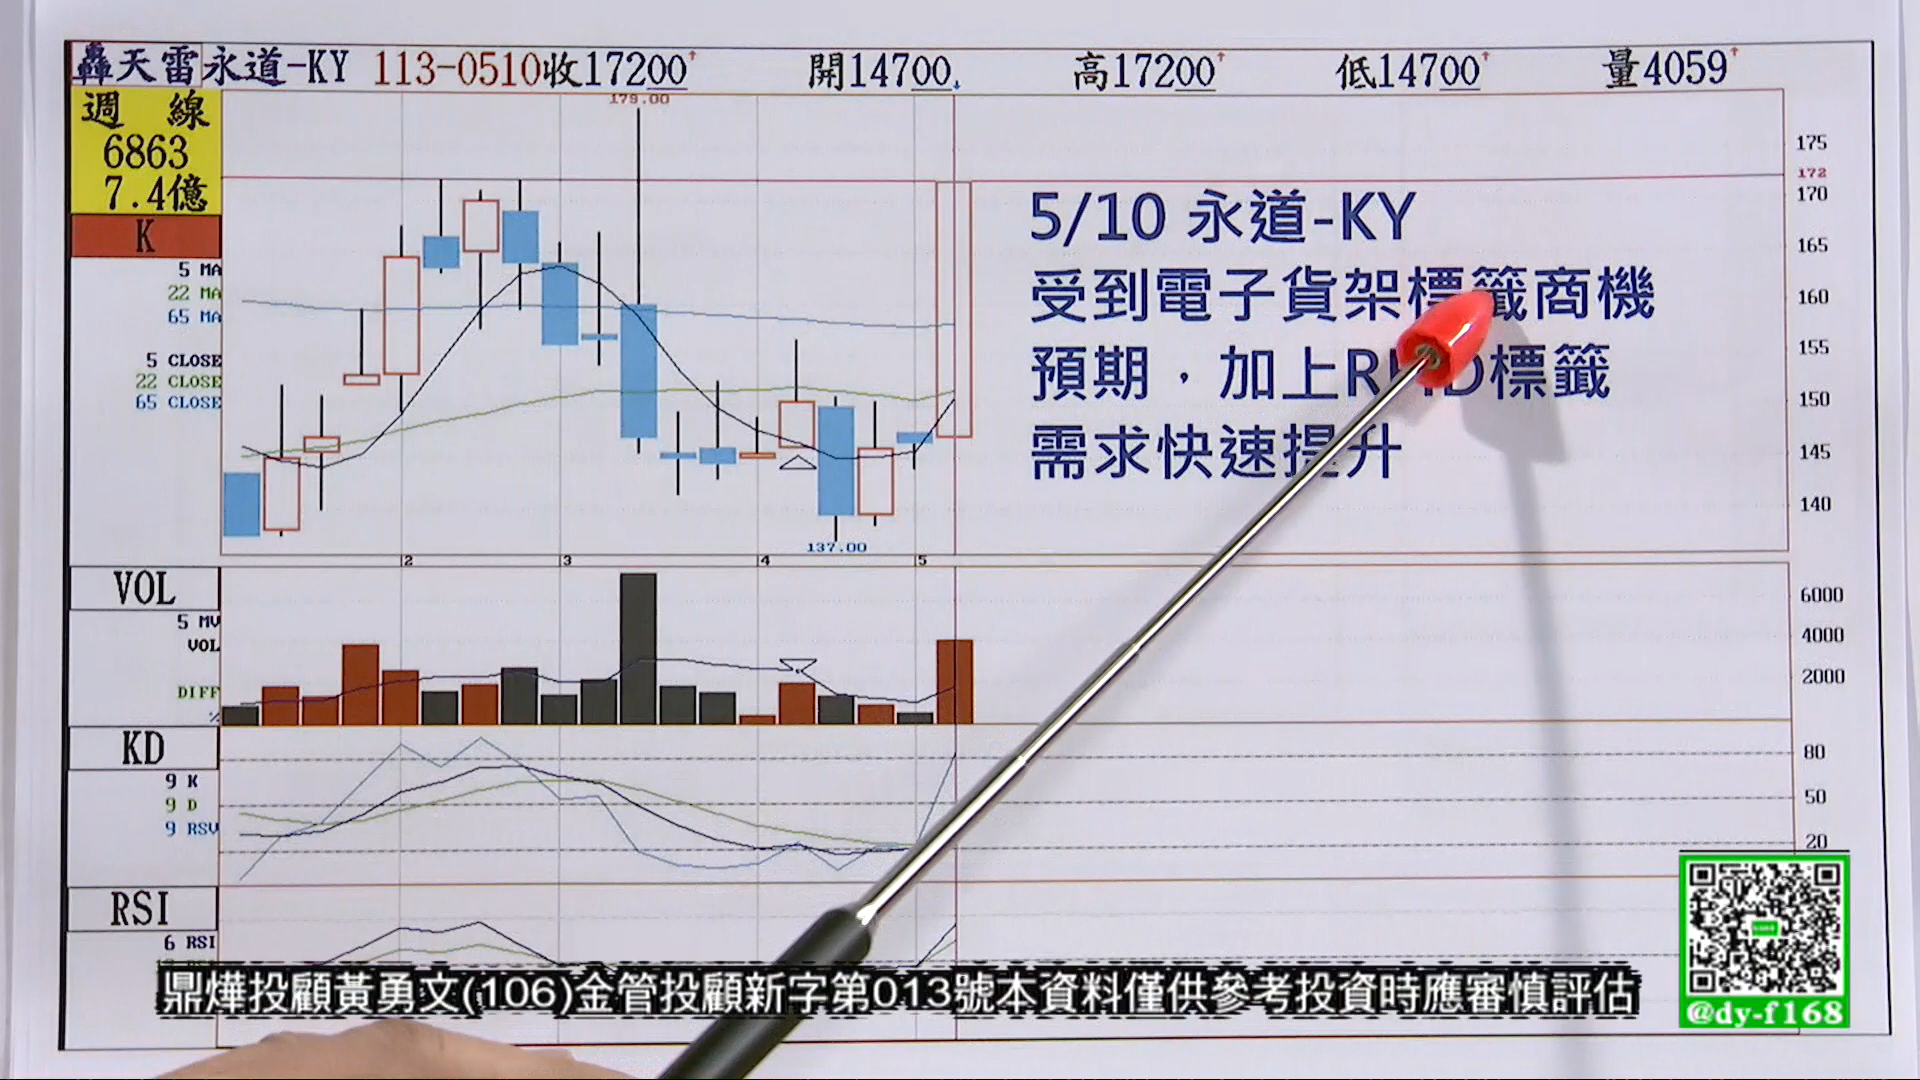 轟天雷永道-KY 113-0510收17200 開14700 高17200 低14700 量4059
週 線
6863
7.4億
K
5 MA
22 MA
65 MA
5 CLOSE
22 CLOSE
65 CLOSE
179.00
137.00
175
172
170
165
160
155
150
145
140
5/10 永道-KY
受到電子貨架標籤商機
預期，加上R
標籤
需求快速提升
2 3 4 5
VOL
5 MV
VOL
DIFF
%
6000
4000
2000
KD
9 K
9 D
9 RSV
80
50
20
RSI
6 RSI
鼎燁投顧黃勇文(106)金管投顧新字第013號本資料僅供參考投資時應審慎評估
@dy-f168